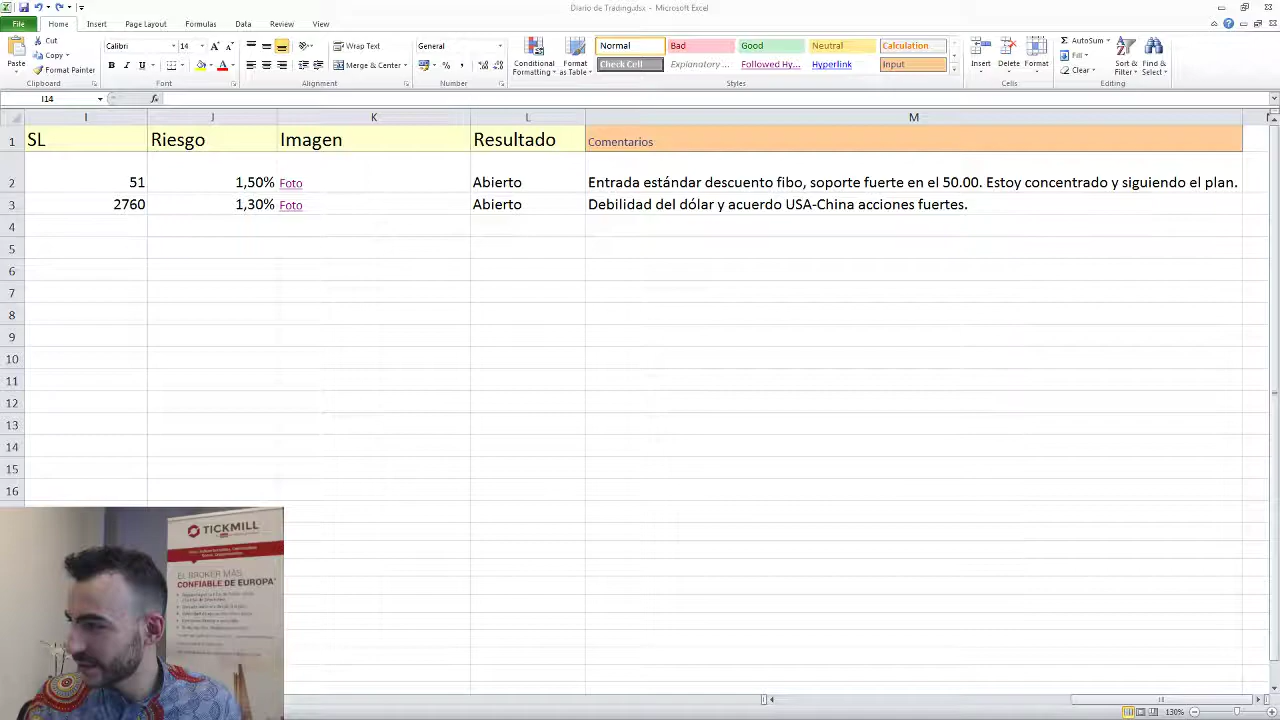 Diario de Trading.xlsx - Microsoft Excel
File Home Insert Page Layout Formulas Data Review View
Paste
Cut
Copy
Format Painter
Clipboard
Calibri 14
B I U
Font
Wrap Text
Merge & Center
Alignment
General
Number
Conditional Formatting
Format as Table
Normal Bad Good Neutral Calculation
Check Cell Explanatory ... Followed Hy... Hyperlink Input
Styles
Insert Delete Format
Cells
AutoSum
Fill
Clear
Sort & Filter
Find & Select
Editing
I14 fx
I J K L M
1 SL Riesgo Imagen Resultado Comentarios
2 51 1,50% Foto Abierto Entrada estándar descuento fibo, soporte fuerte en el 50.00. Estoy concentrado y siguiendo el plan.
3 2760 1,30% Foto Abierto Debilidad del dólar y acuerdo USA-China acciones fuertes.
4
5
6
7
8
9
10
11
12
13
14
15
16
TICKMILL
EL BROKER MÁS
CONFIABLE DE EUROPA*
130%